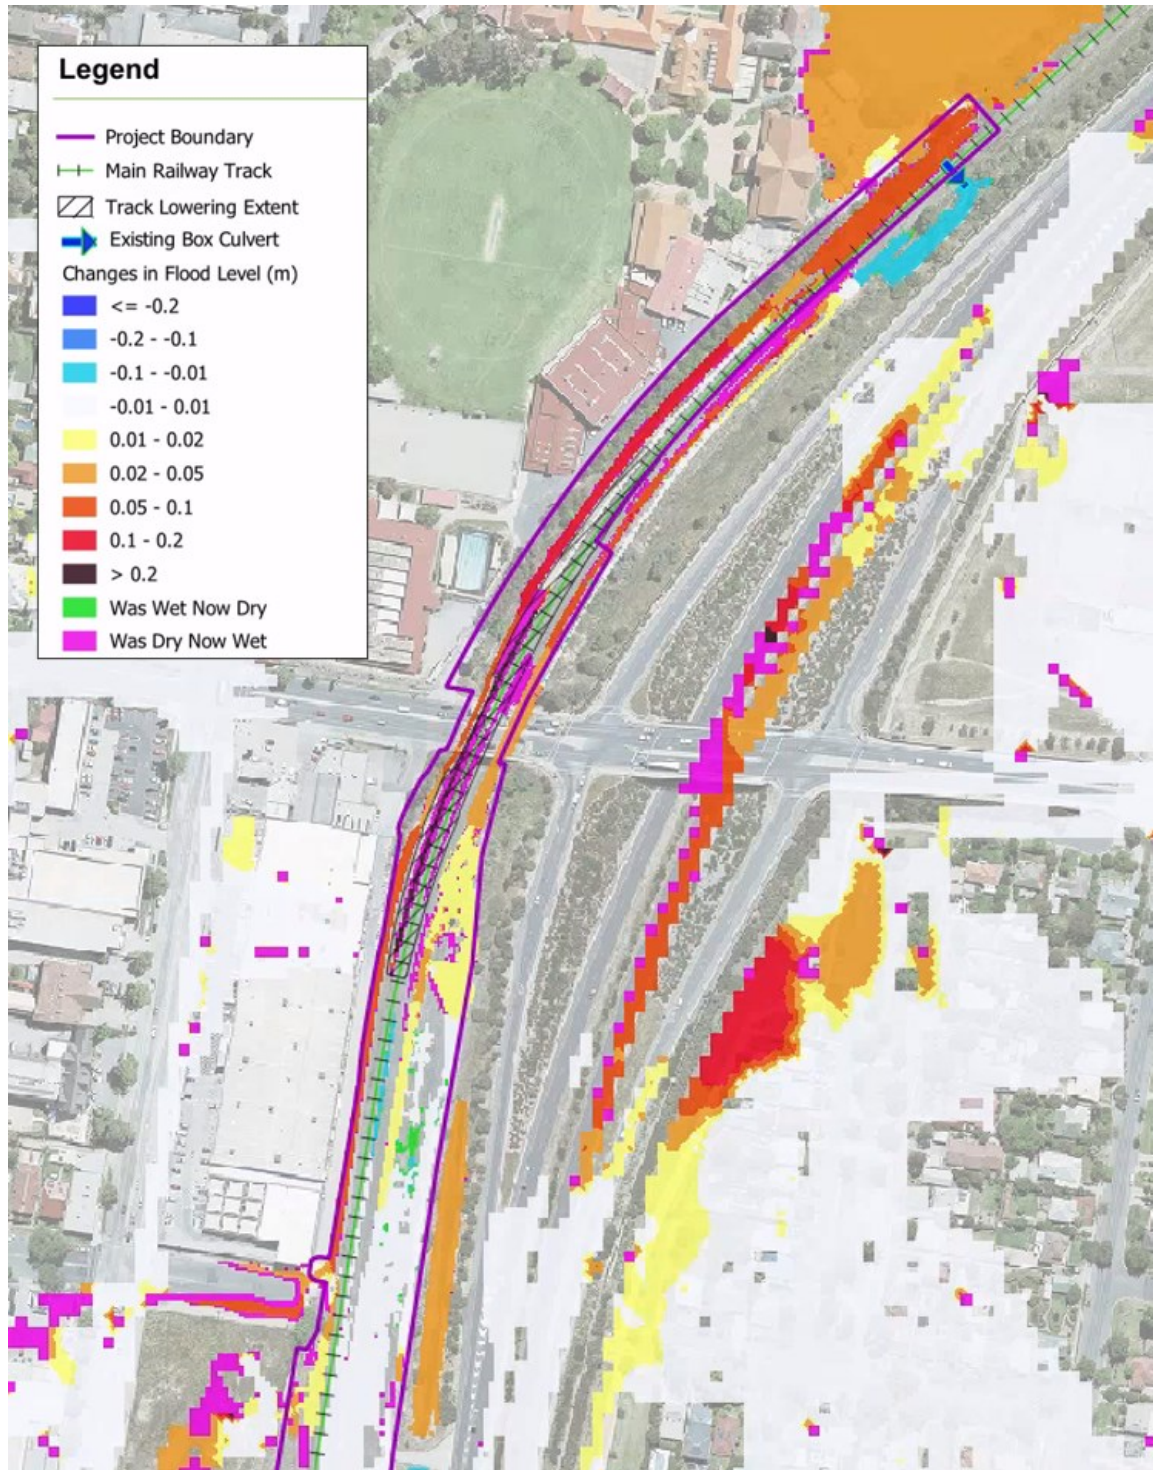 Legend
Project Boundary
Main Railway Track
Track Lowering Extent
Existing Box Culvert
Changes in Flood Level (m)
<= -0.2
-0.2 - -0.1
-0.1 - -0.01
-0.01 - 0.01
0.01 - 0.02
0.02 - 0.05
0.05 - 0.1
0.1 - 0.2
> 0.2
Was Wet Now Dry
Was Dry Now Wet